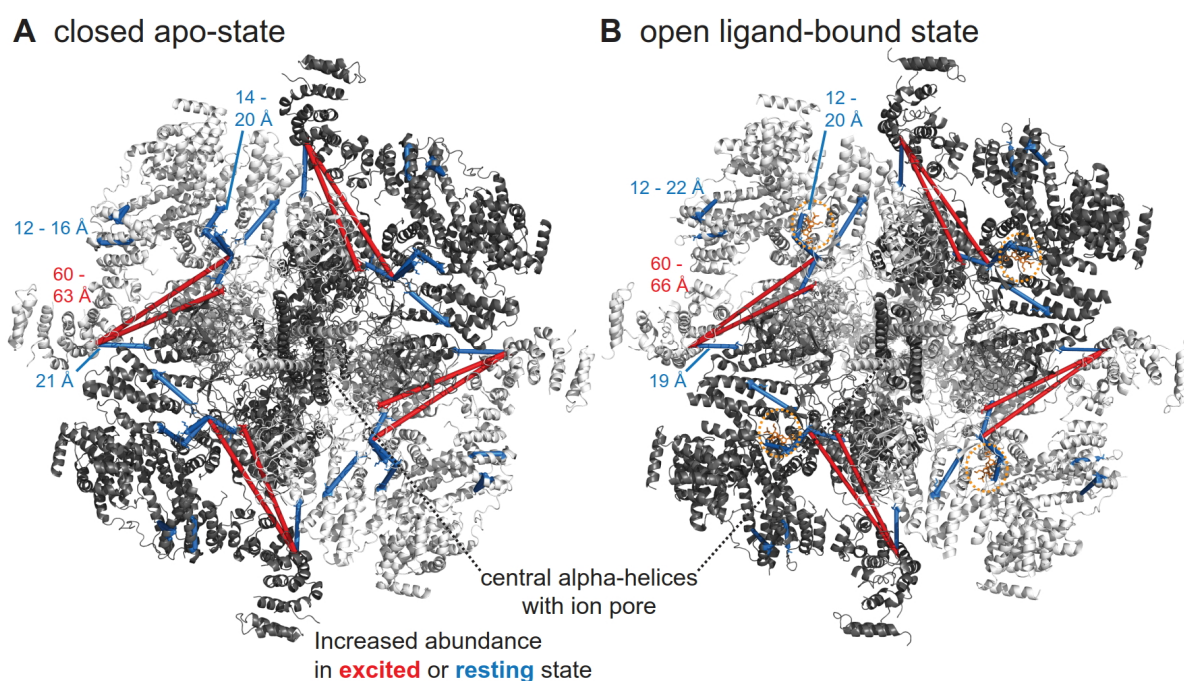 A closed apo-state
B open ligand-bound state
14 -
20 Å
12 - 16 Å
60 -
63 Å
21 Å
12 -
20 Å
12 - 22 Å
60 -
66 Å
19 Å
central alpha-helices
with ion pore
Increased abundance
in excited or resting state